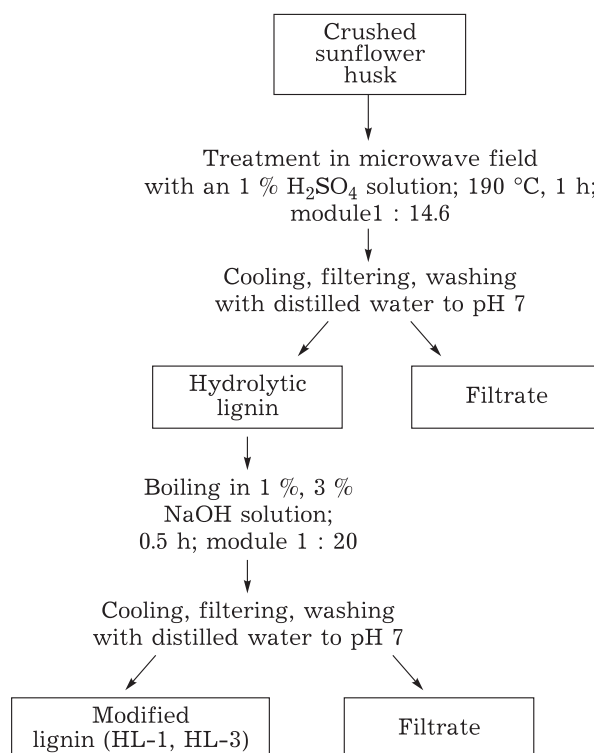 Crushed
sunflower
husk
Treatment in microwave field
with an 1 % H₂SO₄ solution; 190 °C, 1 h;
module1 : 14.6
Cooling, filtering, washing
with distilled water to pH 7
Hydrolytic
lignin
Filtrate
Boiling in 1 %, 3 %
NaOH solution;
0.5 h; module 1 : 20
Cooling, filtering, washing
with distilled water to pH 7
Modified
lignin (HL-1, HL-3)
Filtrate